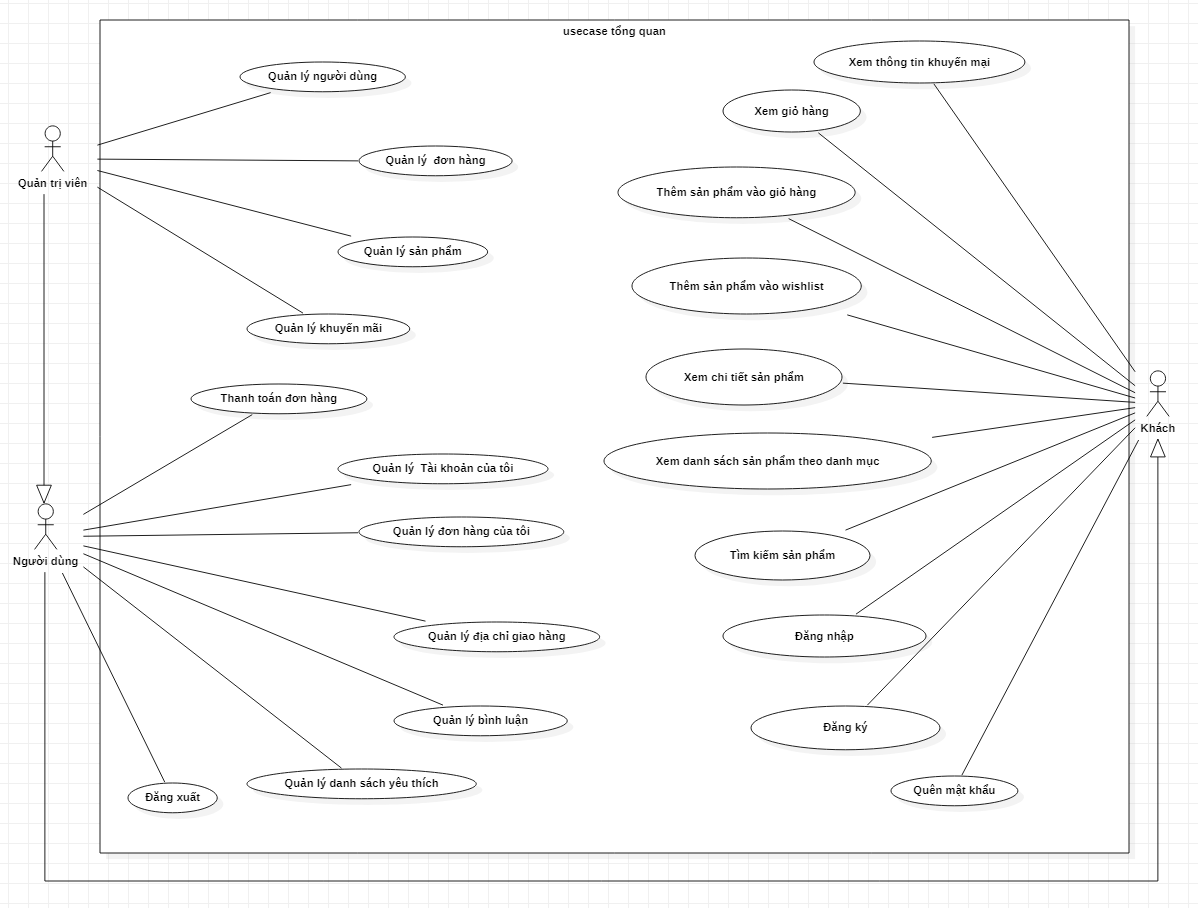 usecase tổng quan
Quản lý người dùng
Quản lý  đơn hàng
Quản lý sản phẩm
Quản lý khuyến mãi
Quản trị viên
Thanh toán đơn hàng
Quản lý  Tài khoản của tôi
Quản lý đơn hàng của tôi
Người dùng
Quản lý địa chỉ giao hàng
Quản lý bình luận
Quản lý danh sách yêu thích
Đăng xuất
Xem thông tin khuyến mại
Xem giỏ hàng
Thêm sản phẩm vào giỏ hàng
Thêm sản phẩm vào wishlist
Xem chi tiết sản phẩm
Khách
Xem danh sách sản phẩm theo danh mục
Tìm kiếm sản phẩm
Đăng nhập
Đăng ký
Quên mật khẩu